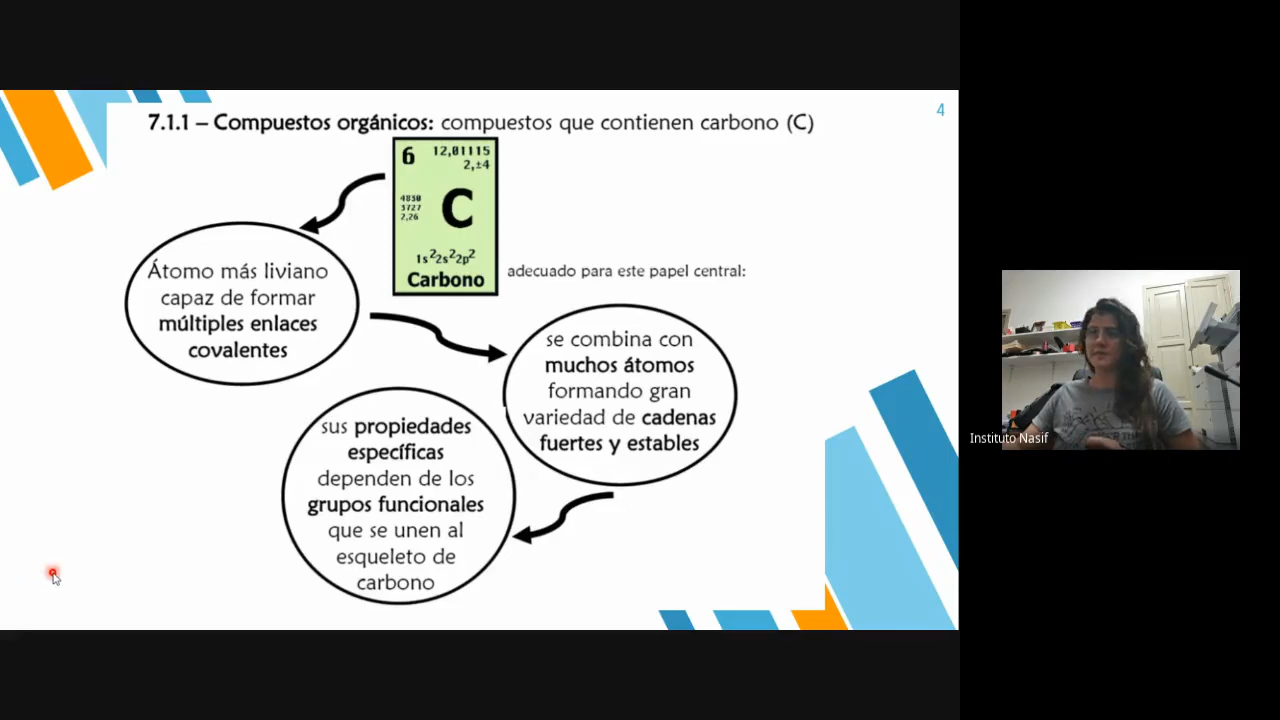 4
7.1.1 – Compuestos orgánicos: compuestos que contienen carbono (C)
6
12,01115
2,±4
4830
3727
2,26
C
1s²2s²2p²
Carbono
adecuado para este papel central:
Átomo más liviano
capaz de formar
múltiples enlaces
covalentes
se combina con
muchos átomos
formando gran
variedad de cadenas
fuertes y estables
sus propiedades
específicas
dependen de los
grupos funcionales
que se unen al
esqueleto de
carbono
Instituto Nasif